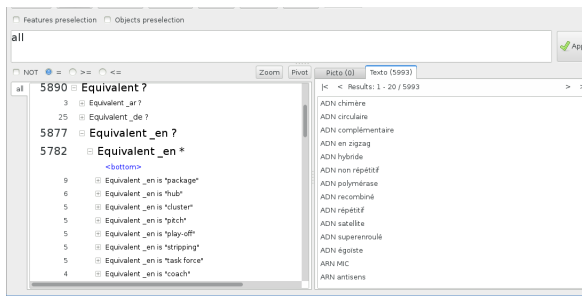 Features preselection Objects preselection
all
App
NOT = >= <= Zoom Pivot
all
5890 Equivalent ?
3 Equivalent _ar ?
25 Equivalent _de ?
5877 Equivalent _en ?
5782 Equivalent _en *
<bottom>
9 Equivalent _en is "package"
6 Equivalent _en is "hub"
5 Equivalent _en is "cluster"
5 Equivalent _en is "pitch"
5 Equivalent _en is "play-off"
5 Equivalent _en is "stripping"
5 Equivalent _en is "task force"
4 Equivalent _en is "coach"
Picto (0) Texto (5993)
|< < Results: 1 - 20 / 5993 >
ADN chimère
ADN circulaire
ADN complémentaire
ADN en zigzag
ADN hybride
ADN non répétitif
ADN polymérase
ADN recombiné
ADN répétitif
ADN satellite
ADN superenroulé
ADN égoïste
ARN MIC
ARN antisens